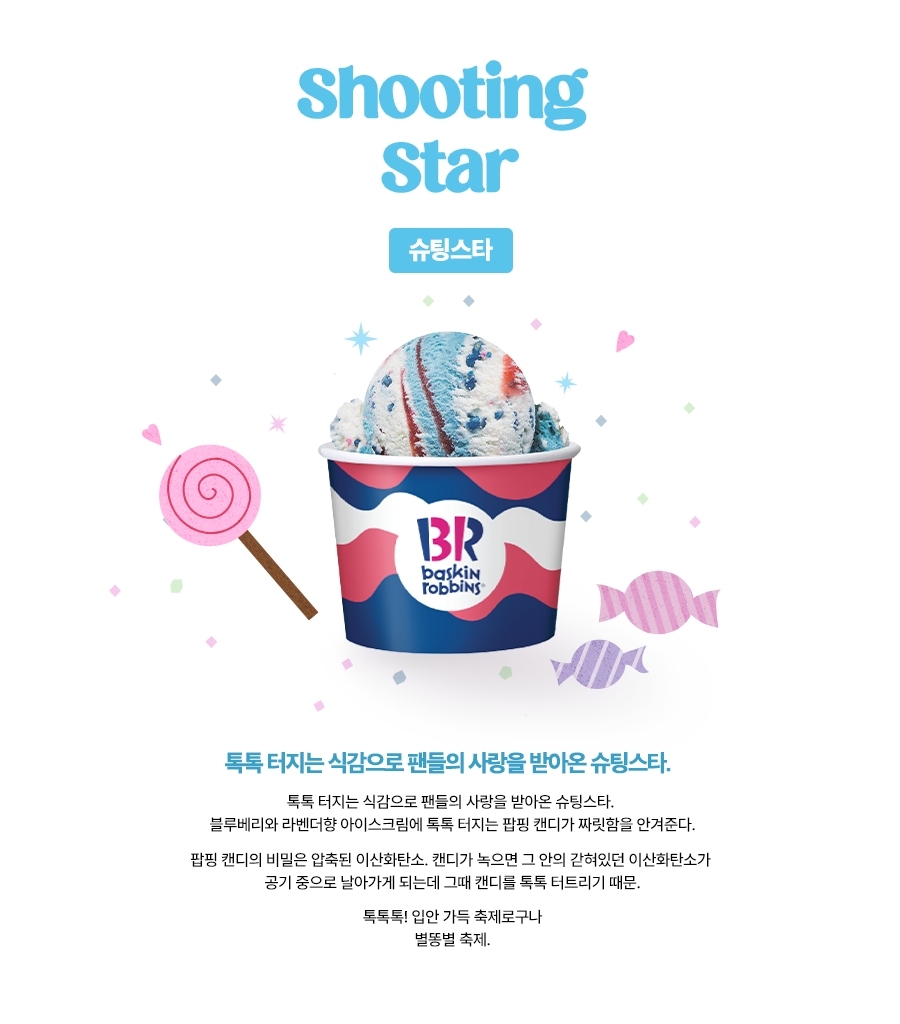 Shooting
Star
슈팅스타
BR
baskin
robbins®
톡톡 터지는 식감으로 팬들의 사랑을 받아온 슈팅스타.
톡톡 터지는 식감으로 팬들의 사랑을 받아온 슈팅스타.
블루베리와 라벤더향 아이스크림에 톡톡 터지는 팝핑 캔디가 짜릿함을 안겨준다.
팝핑 캔디의 비밀은 압축된 이산화탄소. 캔디가 녹으면 그 안의 갇혀있던 이산화탄소가
공기 중으로 날아가게 되는데 그때 캔디를 톡톡 터트리기 때문.
톡톡톡! 입안 가득 축제로구나
별똥별 축제.